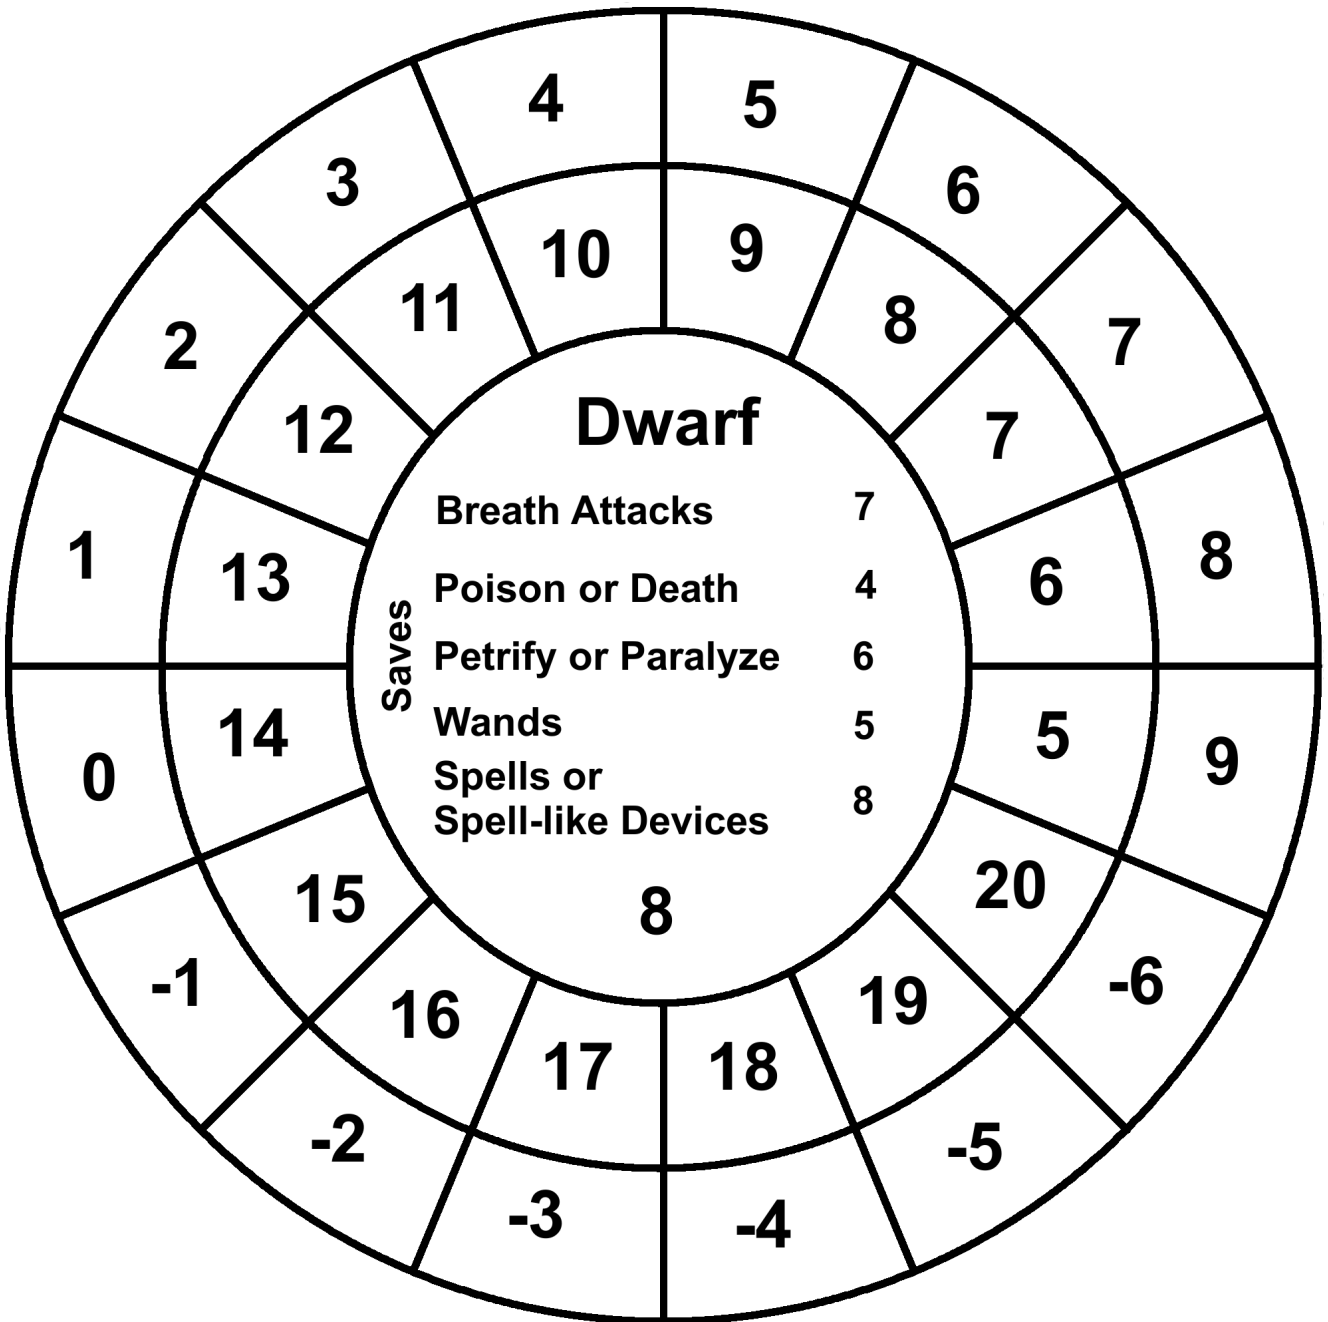 4 5
3 6
10 9
11 8
2 7
12 7
Dwarf
Breath Attacks 7
1 8
13 6
Poison or Death 4
Saves
Petrify or Paralyze 6
Wands 5
14 5
0 9
Spells or
Spell-like Devices 8
15 20
8
-1 -6
16 19
17 18
-2 -5
-3 -4